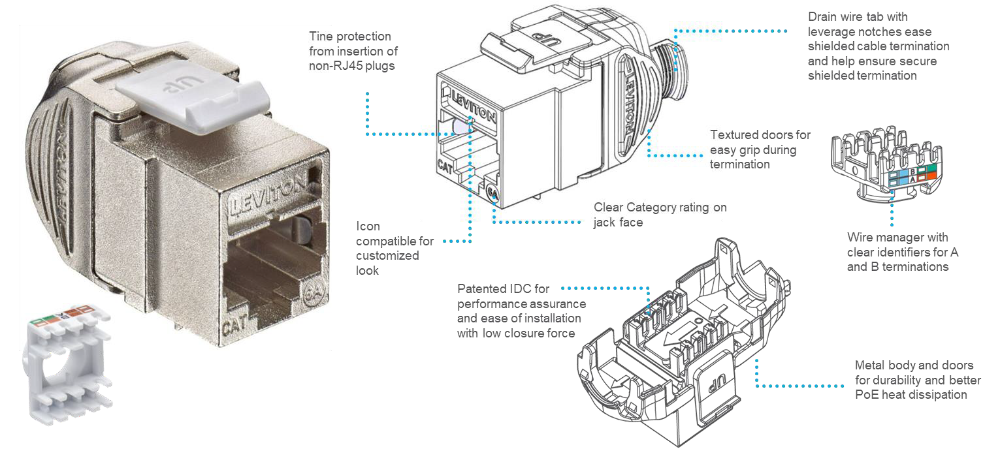 Tine protection
from insertion of
non-RJ45 plugs
Drain wire tab with
leverage notches ease
shielded cable termination
and help ensure secure
shielded termination
UP
LEVITON
LEVITON
CAT
6A
UP
LEVITON
LEVITON
CAT
6A
Textured doors for
easy grip during
termination
B
A
Clear Category rating on
jack face
Icon
compatible for
customized
look
Wire manager with
clear identifiers for A
and B terminations
Patented IDC for
performance assurance
and ease of installation
with low closure force
UP
A B
Metal body and doors
for durability and better
PoE heat dissipation